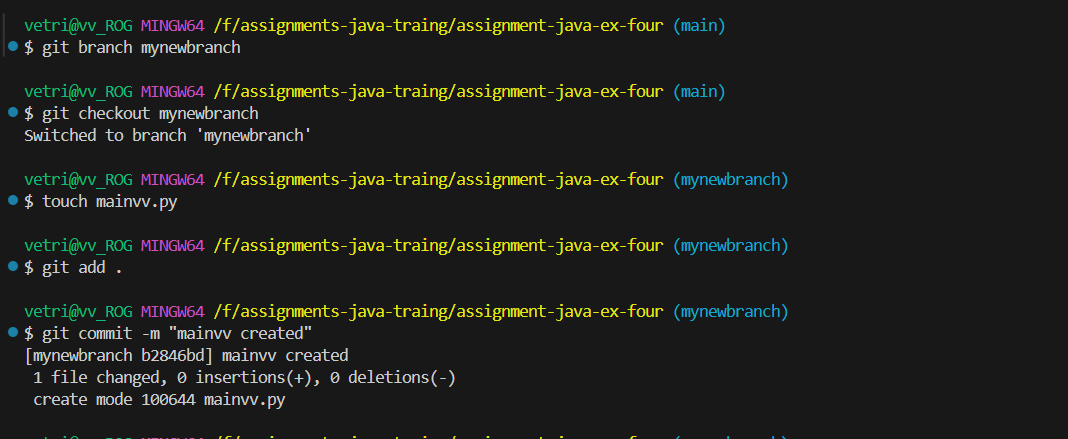 vetri@vv_ROG MINGW64 /f/assignments-java-traing/assignment-java-ex-four (main)
$ git branch mynewbranch
vetri@vv_ROG MINGW64 /f/assignments-java-traing/assignment-java-ex-four (main)
$ git checkout mynewbranch
Switched to branch 'mynewbranch'
vetri@vv_ROG MINGW64 /f/assignments-java-traing/assignment-java-ex-four (mynewbranch)
$ touch mainvv.py
vetri@vv_ROG MINGW64 /f/assignments-java-traing/assignment-java-ex-four (mynewbranch)
$ git add .
vetri@vv_ROG MINGW64 /f/assignments-java-traing/assignment-java-ex-four (mynewbranch)
$ git commit -m "mainvv created"
[mynewbranch b2846bd] mainvv created
 1 file changed, 0 insertions(+), 0 deletions(-)
 create mode 100644 mainvv.py